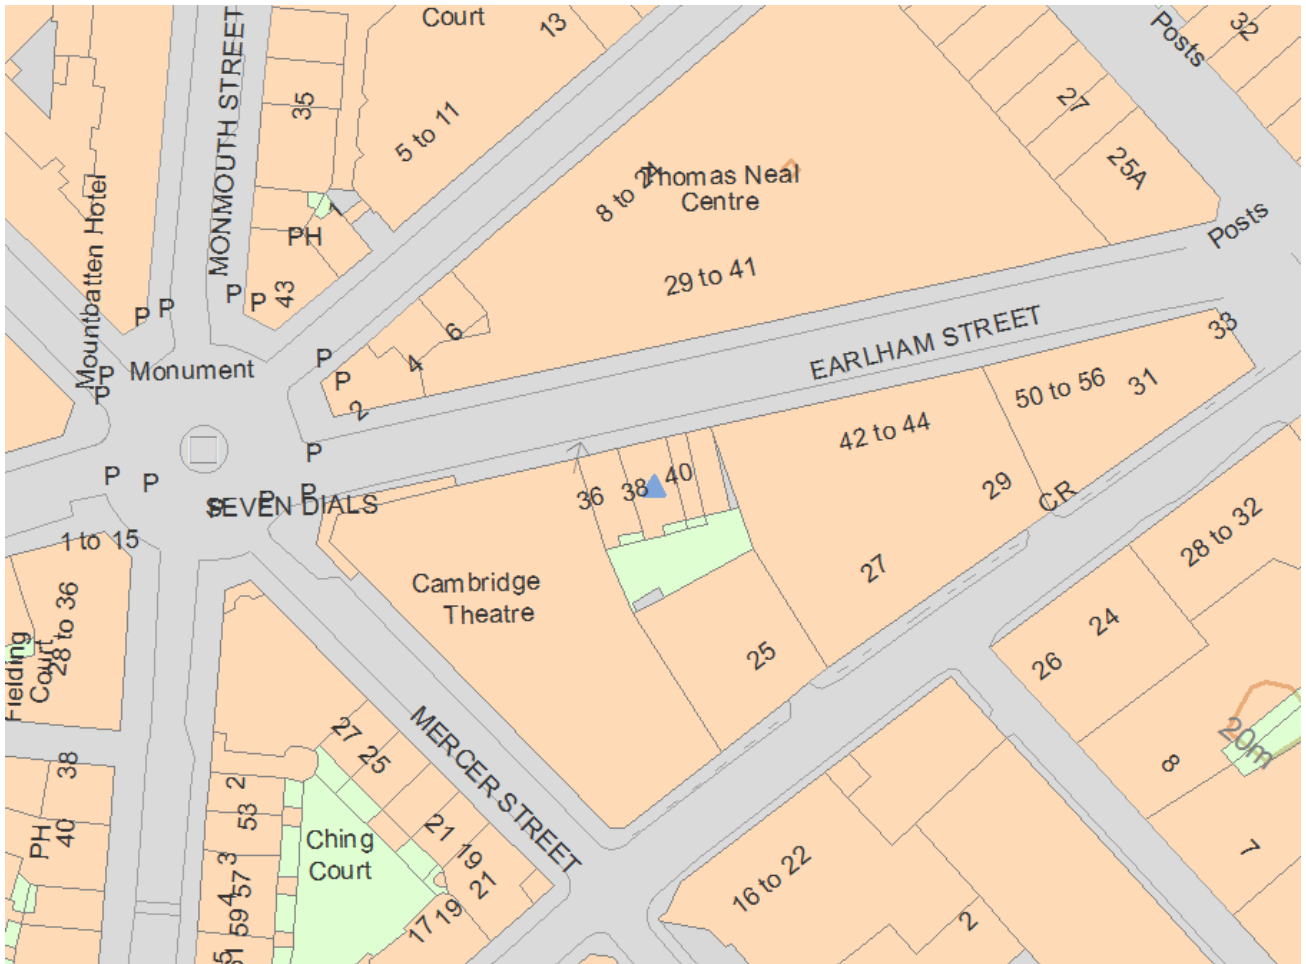 Court
13
Posts
32
MONMOUTH STREET
35
5 to 11
27
25A
Thomas Neal
Centre
8 to 24
1
PH
43
Mountbatten Hotel
Posts
29 to 41
P
P
P
P
6
4
2
EARLHAM STREET
33
Monument
P
P
P
P
50 to 56
31
42 to 44
P
P
P
SEVEN DIALS
P
P
P
36
38
40
29
CR
28 to 32
1 to 15
27
Cambridge
Theatre
28 to 36
Fielding
Court
25
24
26
20m
MERCER STREET
27
25
38
2
53
8
PH
40
Ching
Court
21
19
21
3
57
4
59
17
19
16 to 22
2
7